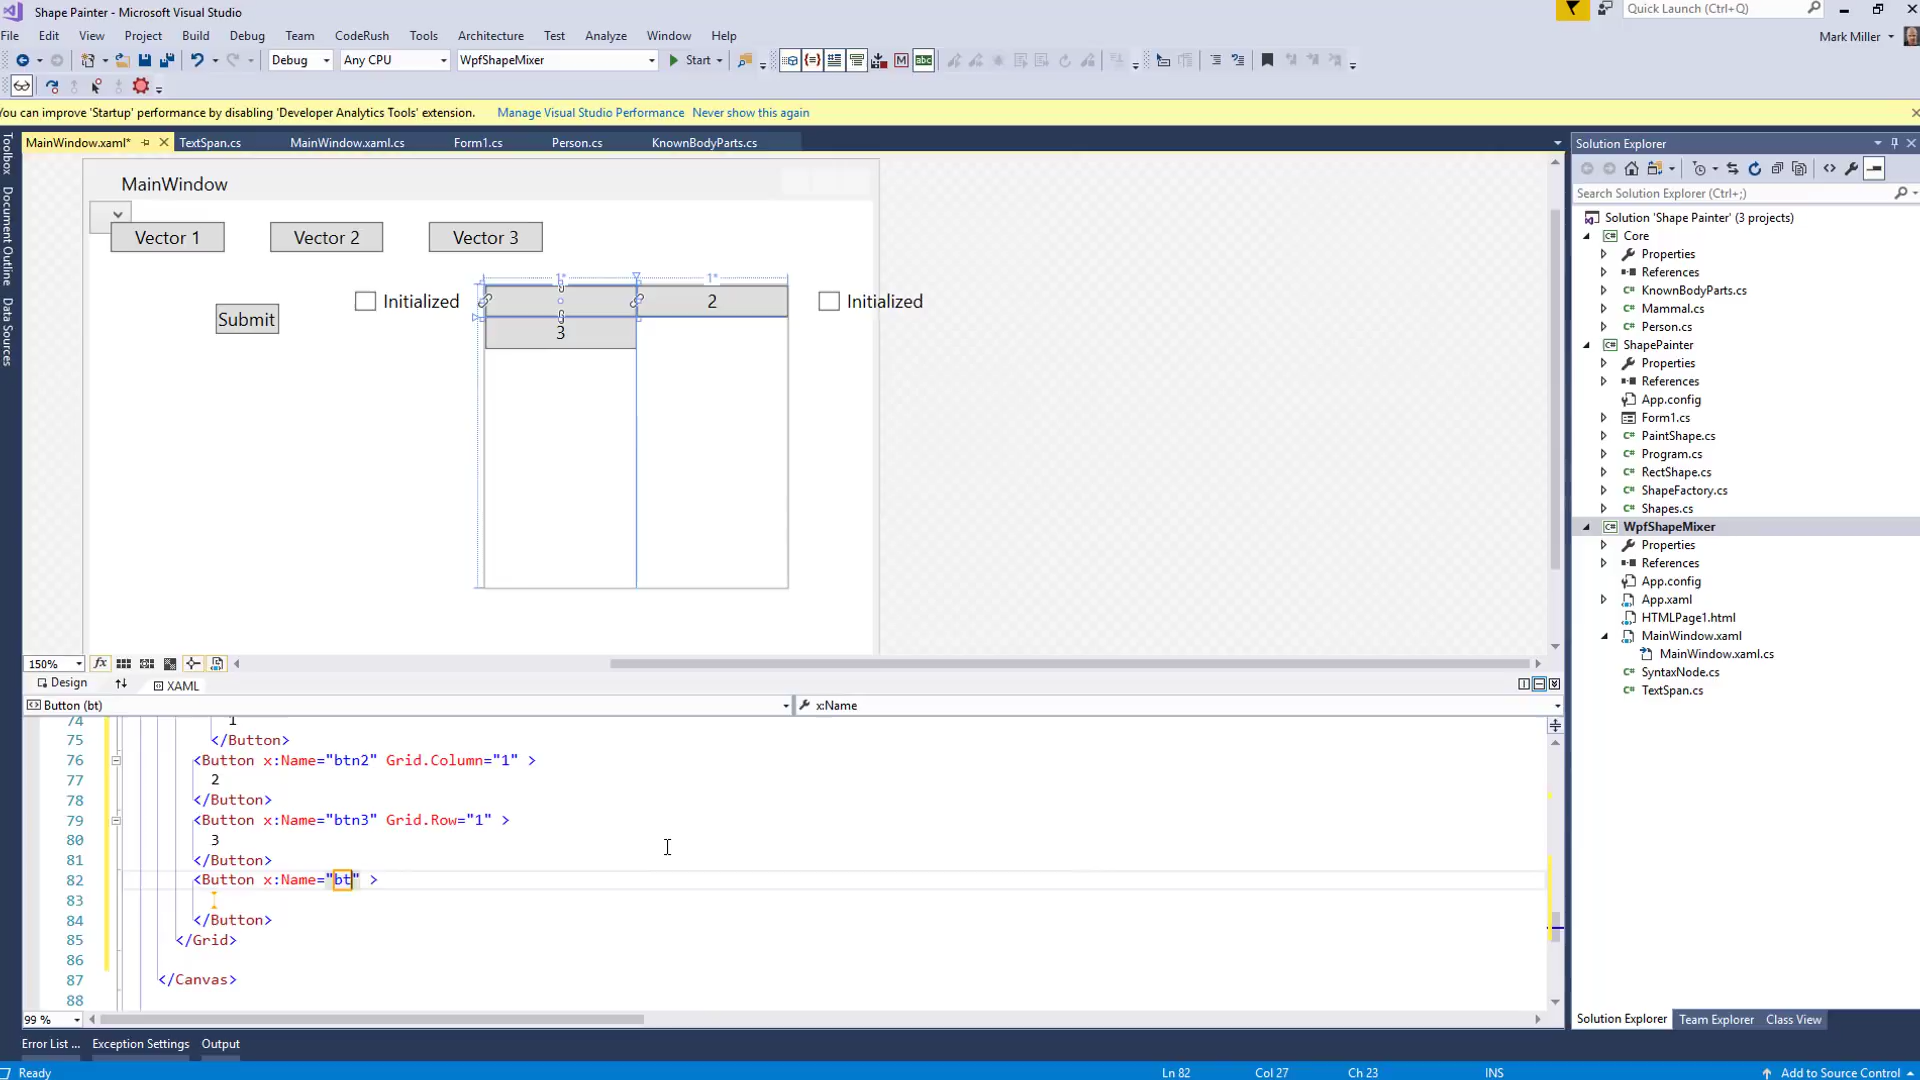 Shape Painter - Microsoft Visual Studio
Quick Launch (Ctrl+Q)
File Edit View Project Build Debug Team CodeRush Tools Architecture Test Analyze Window Help
Mark Miller
Debug Any CPU WpfShapeMixer Start
You can improve 'Startup' performance by disabling 'Developer Analytics Tools' extension. Manage Visual Studio Performance Never show this again
MainWindow.xaml* TextSpan.cs MainWindow.xaml.cs Form1.cs Person.cs KnownBodyParts.cs
Toolbox
Document Outline
Data Sources
MainWindow
Vector 1 Vector 2 Vector 3
1* 1*
Initialized 2 Initialized
Submit
3
150%
Design XAML
Button (bt) x:Name
74 1
75 </Button>
76 <Button x:Name="btn2" Grid.Column="1" >
77 2
78 </Button>
79 <Button x:Name="btn3" Grid.Row="1" >
80 3
81 </Button>
82 <Button x:Name="bt" >
83
84 </Button>
85 </Grid>
86
87 </Canvas>
88
99 %
Error List ... Exception Settings Output
Ready Ln 82 Col 27 Ch 23 INS Add to Source Control
Solution Explorer
Search Solution Explorer (Ctrl+;)
Solution 'Shape Painter' (3 projects)
Core
Properties
References
KnownBodyParts.cs
Mammal.cs
Person.cs
ShapePainter
Properties
References
App.config
Form1.cs
PaintShape.cs
Program.cs
RectShape.cs
ShapeFactory.cs
Shapes.cs
WpfShapeMixer
Properties
References
App.config
App.xaml
HTMLPage1.html
MainWindow.xaml
MainWindow.xaml.cs
SyntaxNode.cs
TextSpan.cs
Solution Explorer Team Explorer Class View